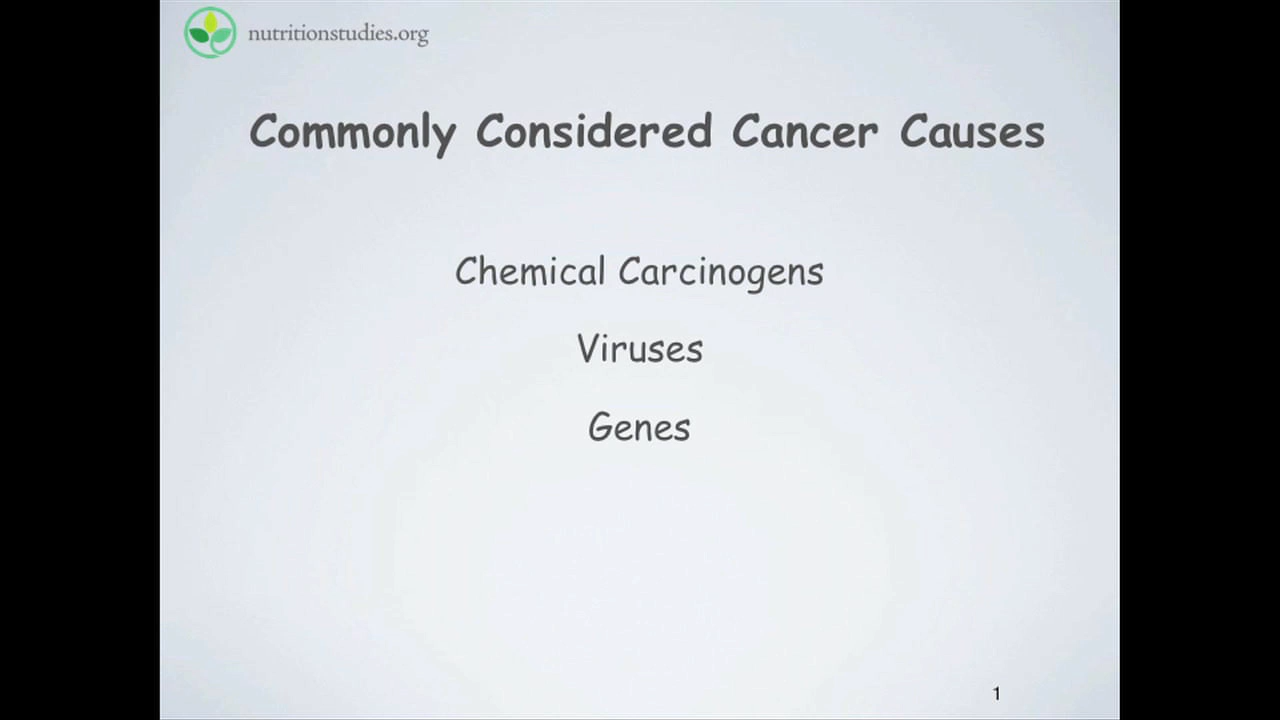 nutritionstudies.org
Commonly Considered Cancer Causes
Chemical Carcinogens
Viruses
Genes
1